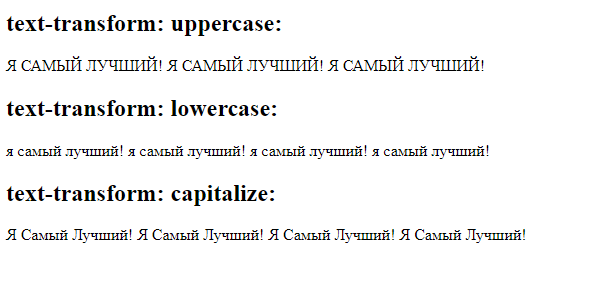 text-transform: uppercase:
Я САМЫЙ ЛУЧШИЙ! Я САМЫЙ ЛУЧШИЙ! Я САМЫЙ ЛУЧШИЙ!
text-transform: lowercase:
я самый лучший! я самый лучший! я самый лучший! я самый лучший!
text-transform: capitalize:
Я Самый Лучший! Я Самый Лучший! Я Самый Лучший! Я Самый Лучший!